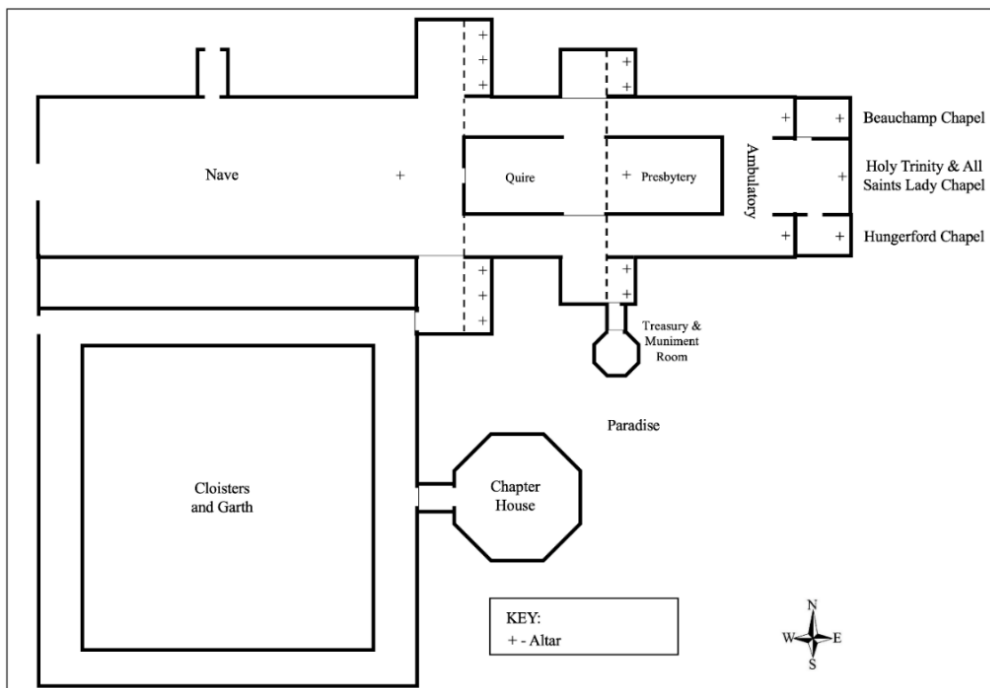 Beauchamp Chapel
Nave
Quire
Presbytery
Ambulatory
Holy Trinity & All
Saints Lady Chapel
Hungerford Chapel
Treasury &
Muniment
Room
Paradise
Cloisters
and Garth
Chapter
House
KEY:
+ - Altar
N
W E
S